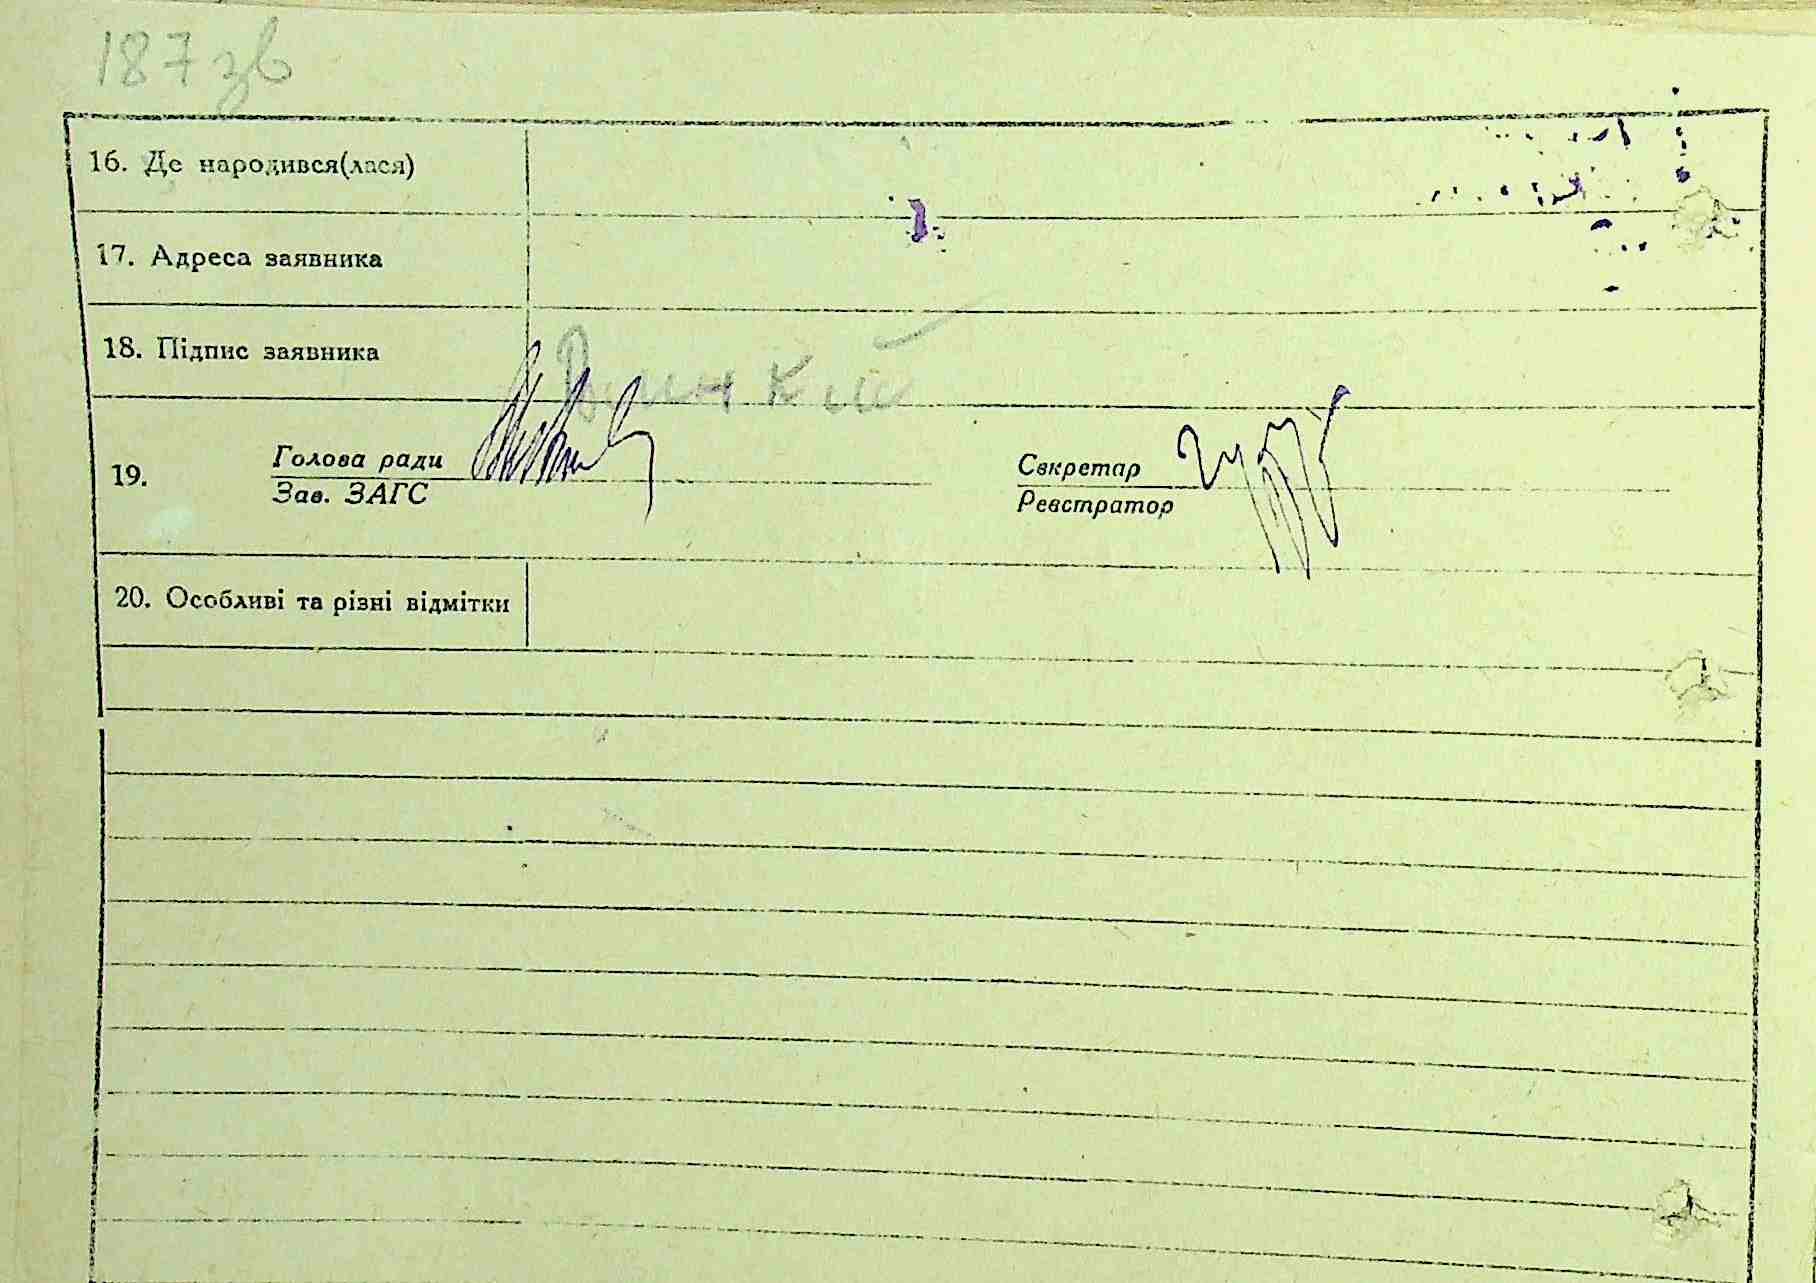 187 зв
16. Де народився(лася)
17. Адреса заявника
18. Підпис заявника
19.
Голова ради
Зав. ЗАГС
Секретар
Реєстратор
20. Особливі та різні відмітки